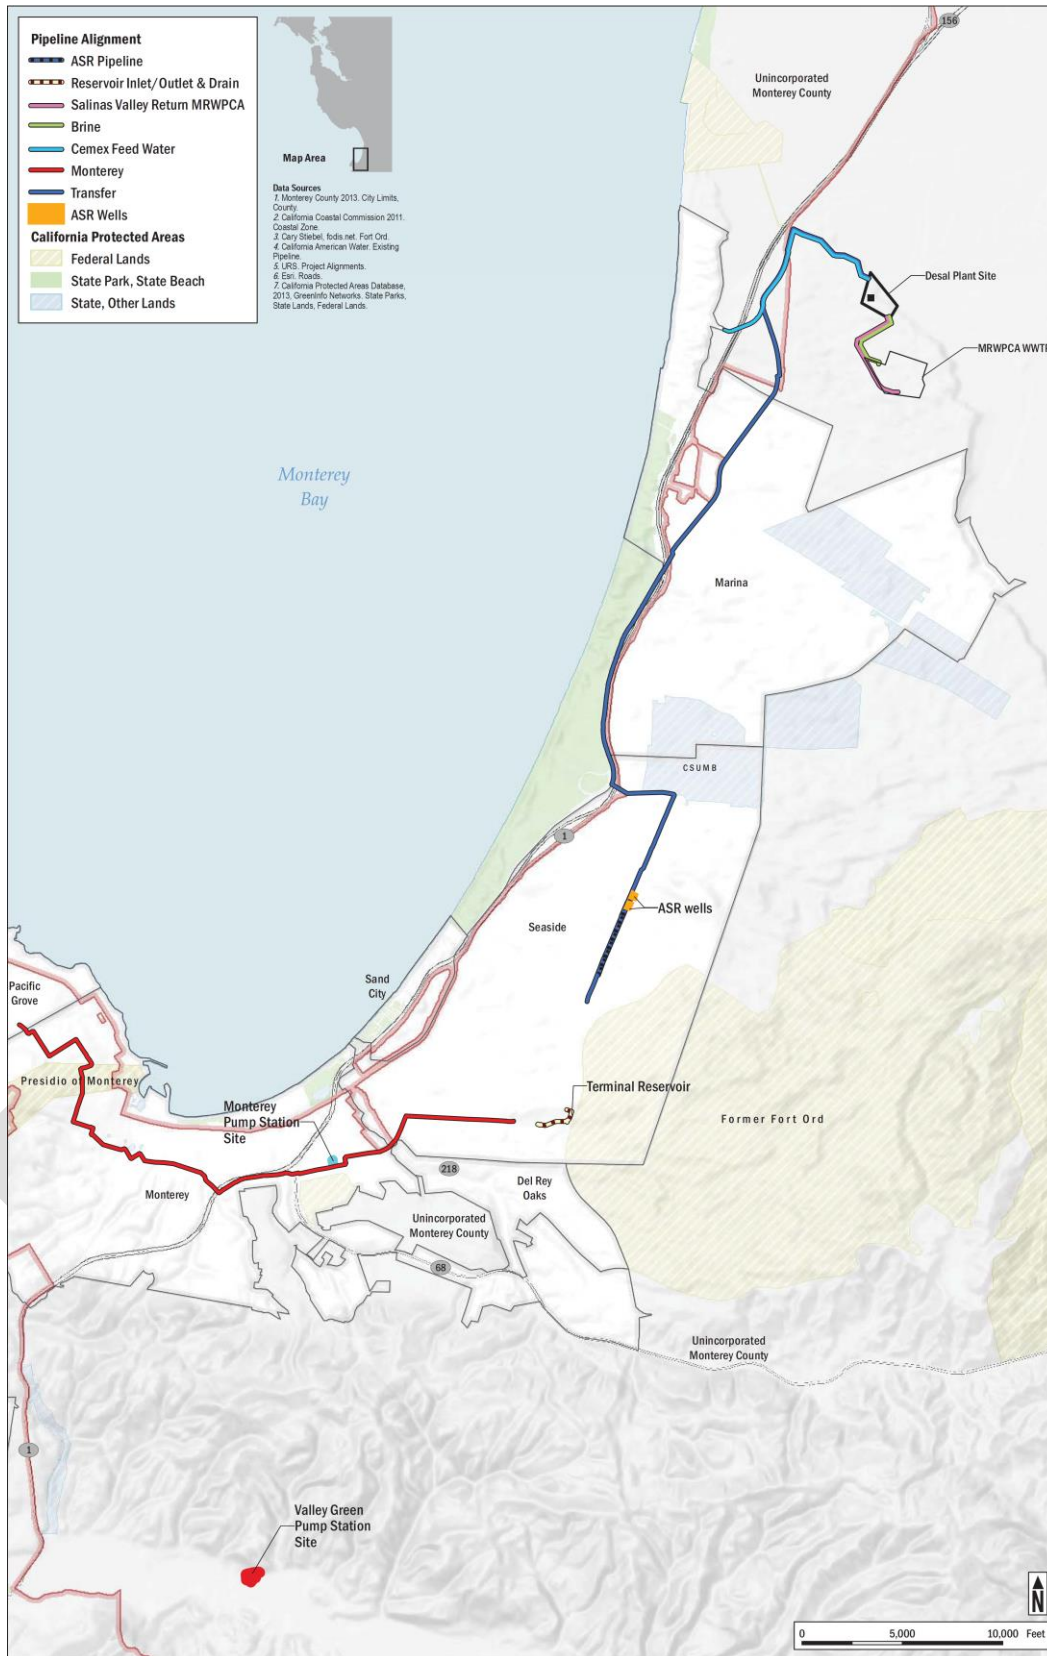 Pipeline Alignment
ASR Pipeline
Reservoir Inlet/Outlet & Drain
Salinas Valley Return MRWPCA
Brine
Cemex Feed Water
Monterey
Transfer
ASR Wells
California Protected Areas
Federal Lands
State Park, State Beach
State, Other Lands
Map Area
Data Sources
1. Monterey County 2013. City Limits,
County.
2. California Coastal Commission 2011.
Coastal Zone.
3. Cary Stiebel, fodis.net. Fort Ord.
4. California American Water. Existing
Pipeline.
5. URS. Project Alignments.
6. Esri. Roads.
7. California Protected Areas Database,
2013, GreenInfo Networks. State Parks,
State Lands, Federal Lands.
156
Unincorporated
Monterey County
Desal Plant Site
MRWPCA WWTP
Monterey
Bay
Marina
CSUMB
1
ASR wells
Seaside
Sand
City
Pacific
Grove
Presidio of Monterey
Terminal Reservoir
Monterey
Pump Station
Site
Former Fort Ord
218
Del Rey
Oaks
Monterey
Unincorporated
Monterey County
68
Unincorporated
Monterey County
1
Valley Green
Pump Station
Site
N
0 5,000 10,000 Feet